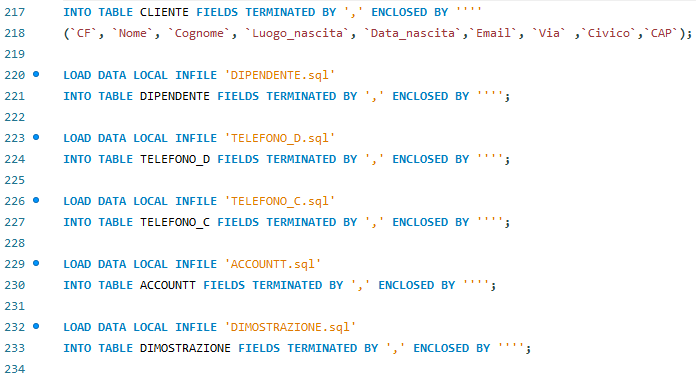 217 INTO TABLE CLIENTE FIELDS TERMINATED BY ',' ENCLOSED BY ''''
218 (`CF`, `Nome`, `Cognome`, `Luogo_nascita`, `Data_nascita`,`Email`, `Via` ,`Civico`,`CAP`);
219
220 LOAD DATA LOCAL INFILE 'DIPENDENTE.sql'
221 INTO TABLE DIPENDENTE FIELDS TERMINATED BY ',' ENCLOSED BY '''';
222
223 LOAD DATA LOCAL INFILE 'TELEFONO_D.sql'
224 INTO TABLE TELEFONO_D FIELDS TERMINATED BY ',' ENCLOSED BY '''';
225
226 LOAD DATA LOCAL INFILE 'TELEFONO_C.sql'
227 INTO TABLE TELEFONO_C FIELDS TERMINATED BY ',' ENCLOSED BY '''';
228
229 LOAD DATA LOCAL INFILE 'ACCOUNTT.sql'
230 INTO TABLE ACCOUNTT FIELDS TERMINATED BY ',' ENCLOSED BY '''';
231
232 LOAD DATA LOCAL INFILE 'DIMOSTRAZIONE.sql'
233 INTO TABLE DIMOSTRAZIONE FIELDS TERMINATED BY ',' ENCLOSED BY '''';
234